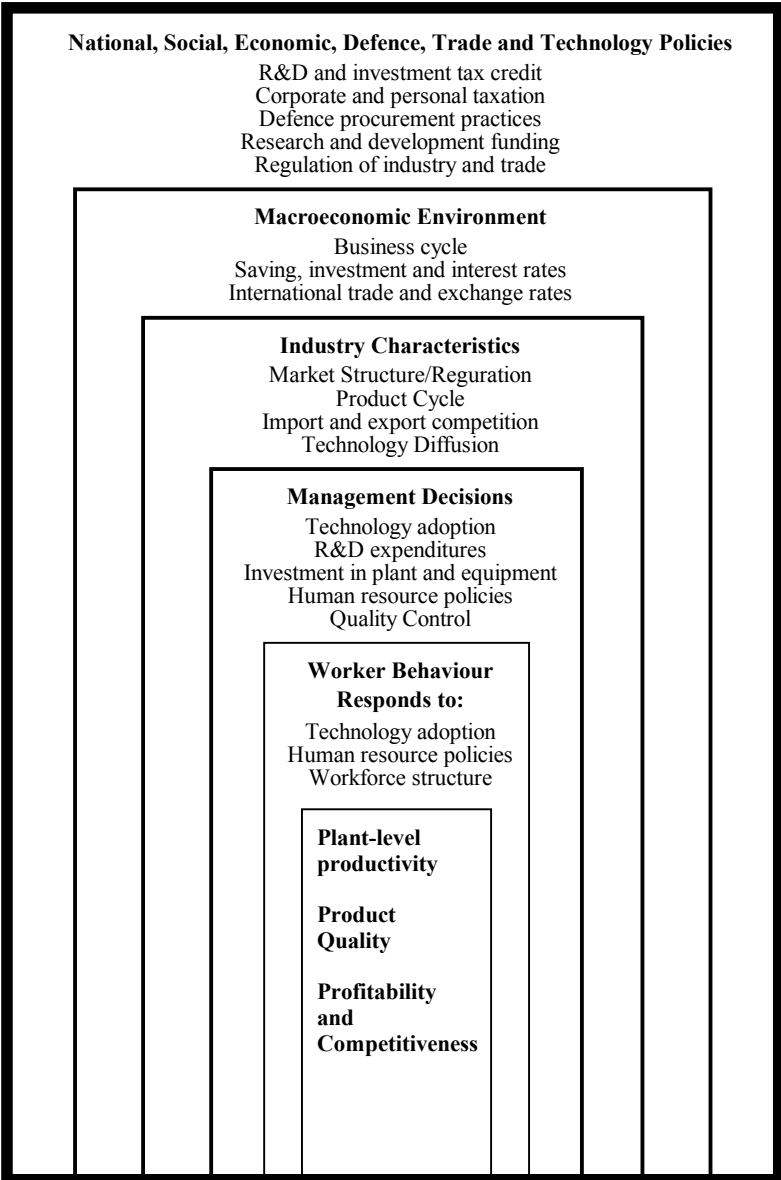 National, Social, Economic, Defence, Trade and Technology Policies
R&D and investment tax credit
Corporate and personal taxation
Defence procurement practices
Research and development funding
Regulation of industry and trade
Macroeconomic Environment
Business cycle
Saving, investment and interest rates
International trade and exchange rates
Industry Characteristics
Market Structure/Reguration
Product Cycle
Import and export competition
Technology Diffusion
Management Decisions
Technology adoption
R&D expenditures
Investment in plant and equipment
Human resource policies
Quality Control
Worker Behaviour
Responds to:
Technology adoption
Human resource policies
Workforce structure
Plant-level
productivity
Product
Quality
Profitability
and
Competitiveness